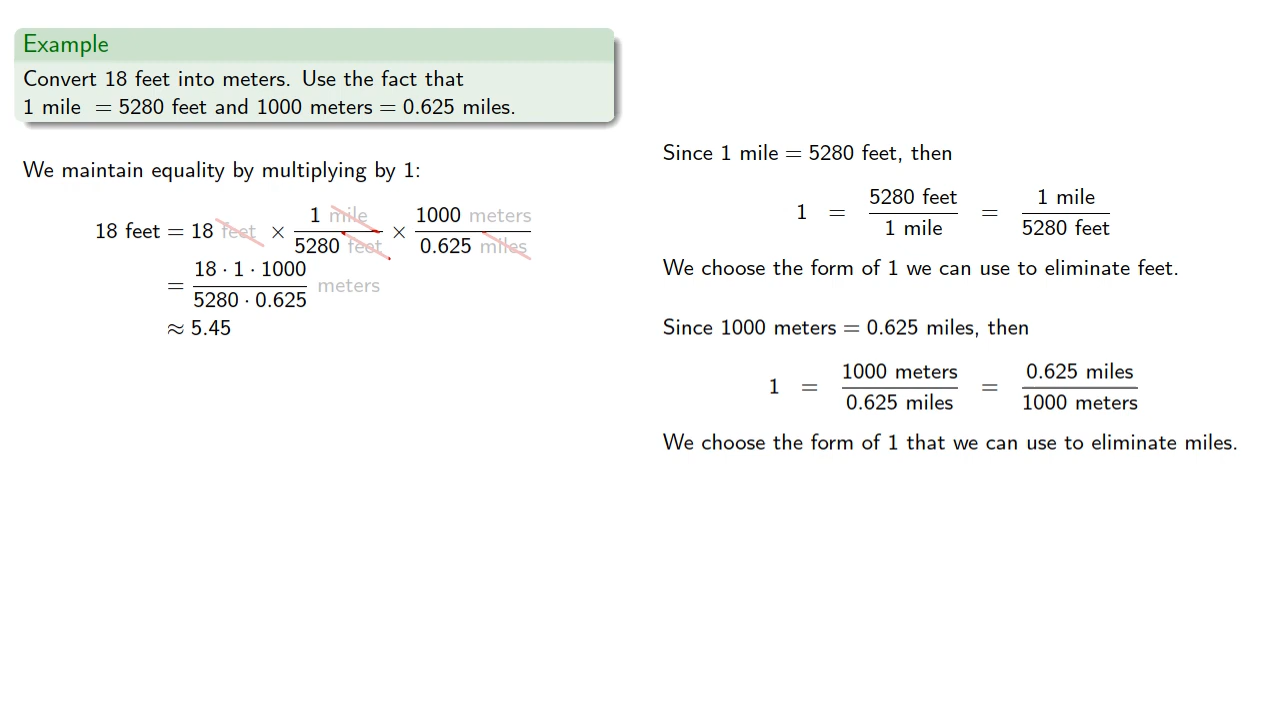 Example
Convert 18 feet into meters. Use the fact that
1 mile = 5280 feet and 1000 meters = 0.625 miles.
We maintain equality by multiplying by 1:
18 feet = 18 feet × 1 mile / 5280 feet × 1000 meters / 0.625 miles
= 18 · 1 · 1000 / 5280 · 0.625 meters
≈ 5.45
Since 1 mile = 5280 feet, then
1 = 5280 feet / 1 mile = 1 mile / 5280 feet
We choose the form of 1 we can use to eliminate feet.
Since 1000 meters = 0.625 miles, then
1 = 1000 meters / 0.625 miles = 0.625 miles / 1000 meters
We choose the form of 1 that we can use to eliminate miles.